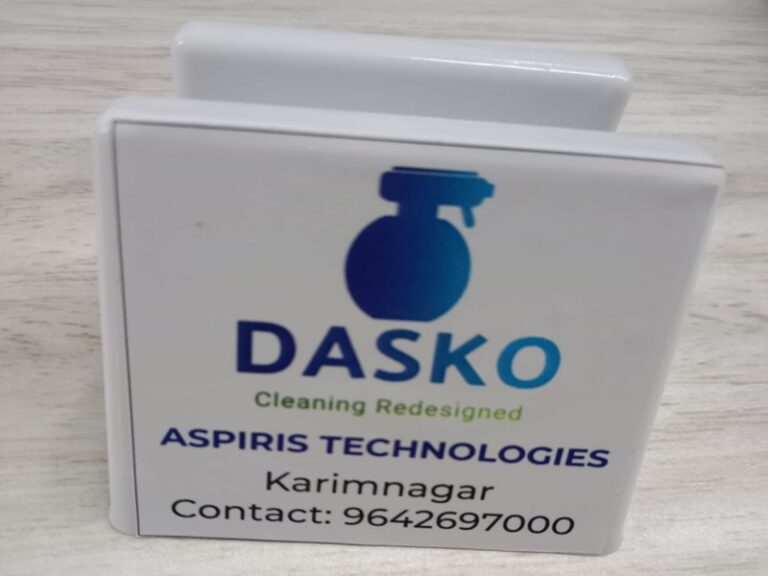 DASKO
Cleaning Redesigned
ASPIRIS TECHNOLOGIES
Karimnagar
Contact: 9642697000